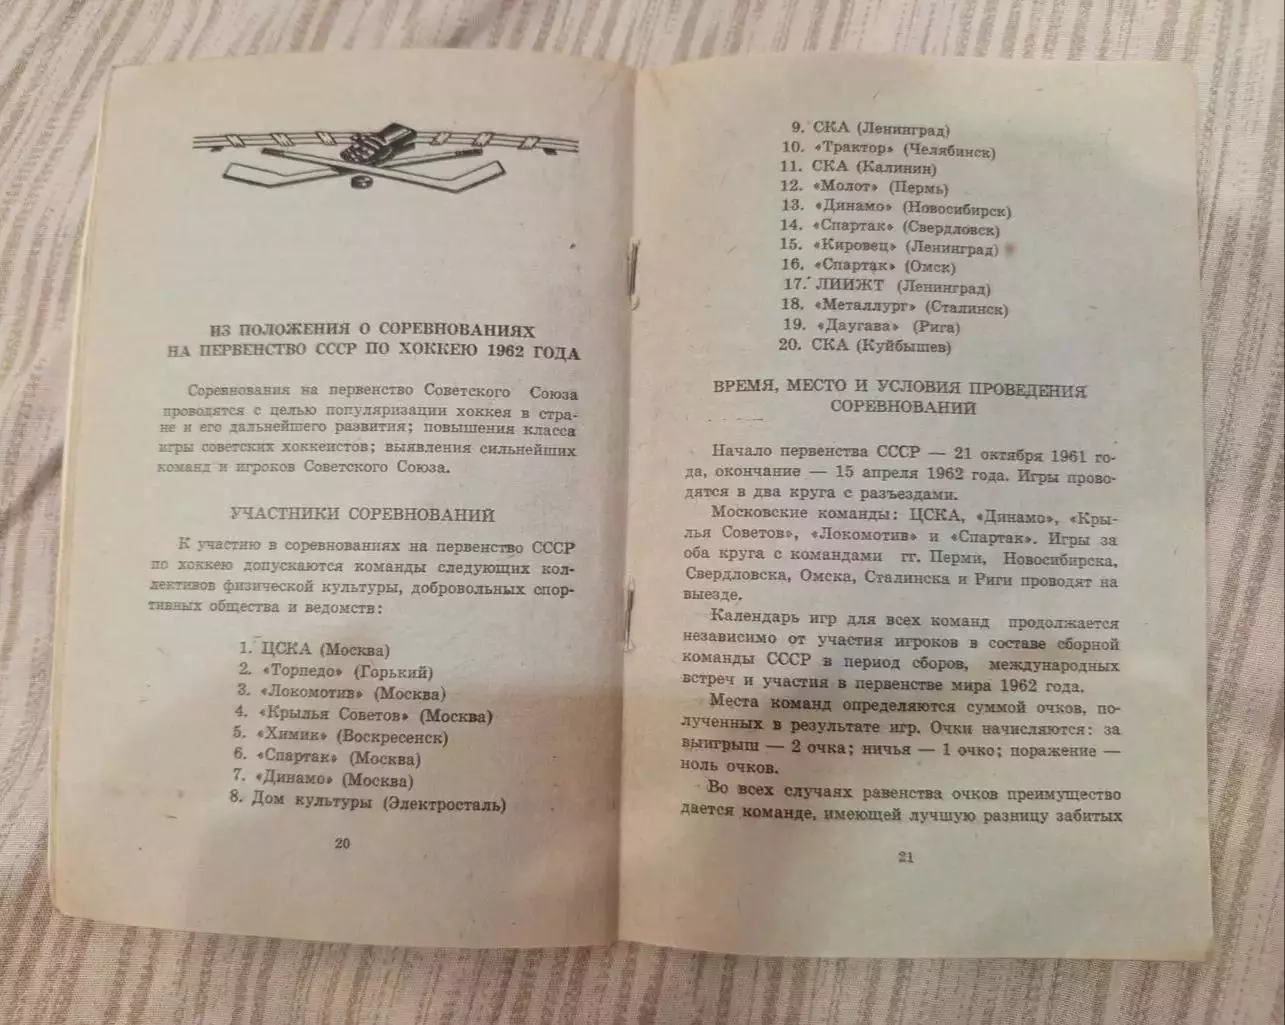 ИЗ ПОЛОЖЕНИЯ О СОРЕВНОВАНИЯХ
НА ПЕРВЕНСТВО СССР ПО ХОККЕЮ 1962 ГОДА
Соревнования на первенство Советского Союза
проводятся с целью популяризации хоккея в стра-
не и его дальнейшего развития; повышения класса
игры советских хоккеистов; выявления сильнейших
команд и игроков Советского Союза.
УЧАСТНИКИ СОРЕВНОВАНИЙ
К участию в соревнованиях на первенство СССР
по хоккею допускаются команды следующих кол-
лективов физической культуры, добровольных спор-
тивных общества и ведомств:
1. ЦСКА (Москва)
2. «Торпедо» (Горький)
3. «Локомотив» (Москва)
4. «Крылья Советов» (Москва)
5. «Химик» (Воскресенск)
6. «Спартак» (Москва)
7. «Динамо» (Москва)
8. Дом культуры (Электросталь)
20
9. СКА (Ленинград)
10. «Трактор» (Челябинск)
11. СКА (Калинин)
12. «Молот» (Пермь)
13. «Динамо» (Новосибирск)
14. «Спартак» (Свердловск)
15. «Кировец» (Ленинград)
16. «Спартак» (Омск)
17. ЛИИЖТ (Ленинград)
18. «Металлург» (Сталинск)
19. «Даугава» (Рига)
20. СКА (Куйбышев)
ВРЕМЯ, МЕСТО И УСЛОВИЯ ПРОВЕДЕНИЯ
СОРЕВНОВАНИЙ
Начало первенства СССР — 21 октября 1961 го-
да, окончание — 15 апреля 1962 года. Игры прово-
дятся в два круга с разъездами.
Московские команды: ЦСКА, «Динамо», «Кры-
лья Советов», «Локомотив» и «Спартак». Игры за
оба круга с командами гг. Перми, Новосибирска,
Свердловска, Омска, Сталинска и Риги проводят на
выезде.
Календарь игр для всех команд продолжается
независимо от участия игроков в составе сборной
команды СССР в период сборов, международных
встреч и участия в первенстве мира 1962 года.
Места команд определяются суммой очков, по-
лученных в результате игр. Очки начисляются: за
выигрыш — 2 очка; ничья — 1 очко; поражение —
ноль очков.
Во всех случаях равенства очков преимущество
дается команде, имеющей лучшую разницу забитых
21